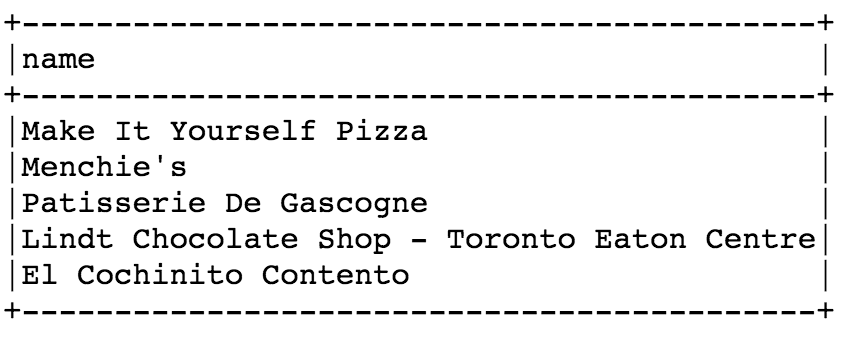 +-------------------------------------------+
|name                                       |
+-------------------------------------------+
|Make It Yourself Pizza                     |
|Menchie's                                  |
|Patisserie De Gascogne                     |
|Lindt Chocolate Shop - Toronto Eaton Centre|
|El Cochinito Contento                      |
+-------------------------------------------+